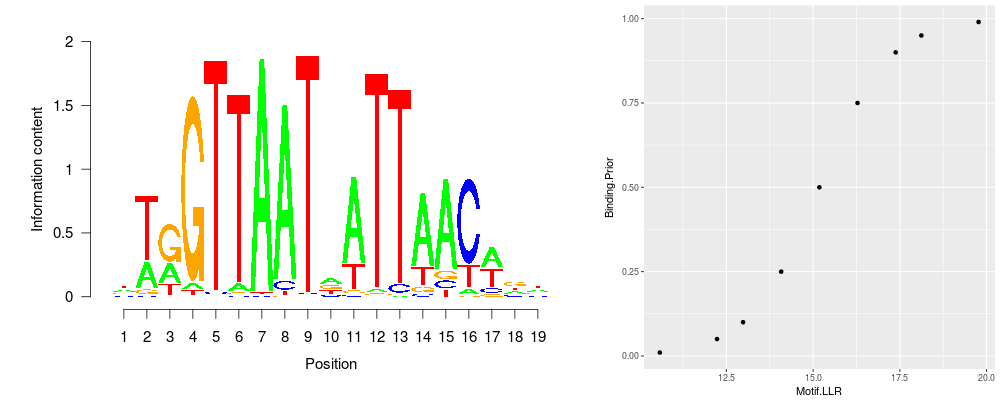 2
1.5
1
0.5
0
Information content
T G G T T A A T A T T A A C A
A A T
1 2 3 4 5 6 7 8 9 10 11 12 13 14 15 16 17 18 19
Position
1.00
0.75
0.50
0.25
0.00
Binding.Prior
12.5 15.0 17.5 20.0
Motif.LLR